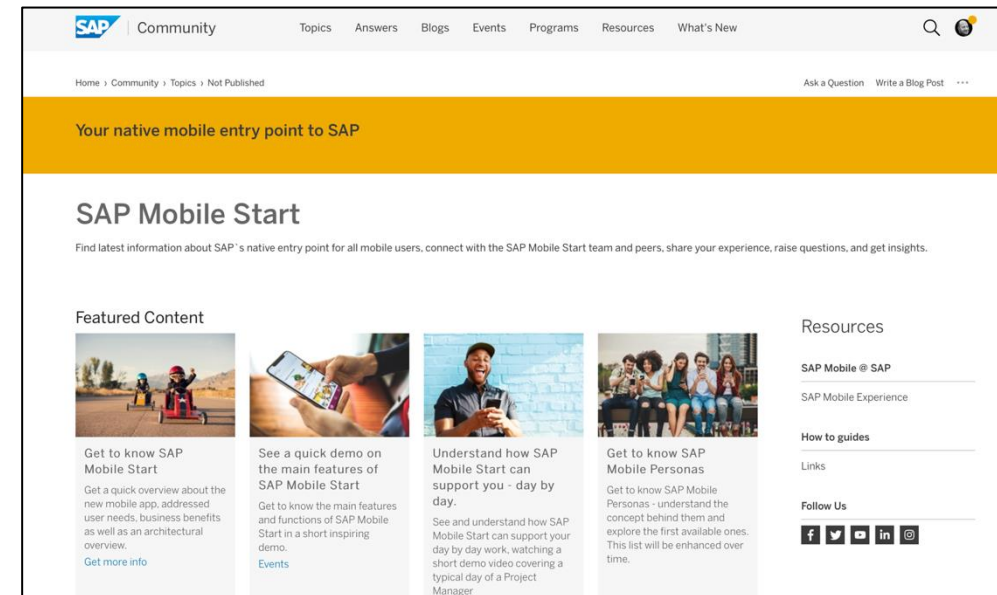 SAP Community Topics Answers Blogs Events Programs Resources What's New
Home › Community › Topics › Not Published Ask a Question Write a Blog Post ···
Your native mobile entry point to SAP
SAP Mobile Start
Find latest information about SAP`s native entry point for all mobile users, connect with the SAP Mobile Start team and peers, share your experience, raise questions, and get insights.
Featured Content
Get to know SAP
Mobile Start
Get a quick overview about the
new mobile app, addressed
user needs, business benefits
as well as an architectural
overview.
Get more info
See a quick demo on
the main features of
SAP Mobile Start
Get to know the main features
and functions of SAP Mobile
Start in a short inspiring
demo.
Events
Understand how SAP
Mobile Start can
support you - day by
day.
See and understand how SAP
Mobile Start can support your
day by day work, watching a
short demo video covering a
typical day of a Project
Manager
Get to know SAP
Mobile Personas
Get to know SAP Mobile
Personas - understand the
concept behind them and
explore the first available ones.
This list will be enhanced over
time.
Resources
SAP Mobile @ SAP
SAP Mobile Experience
How to guides
Links
Follow Us